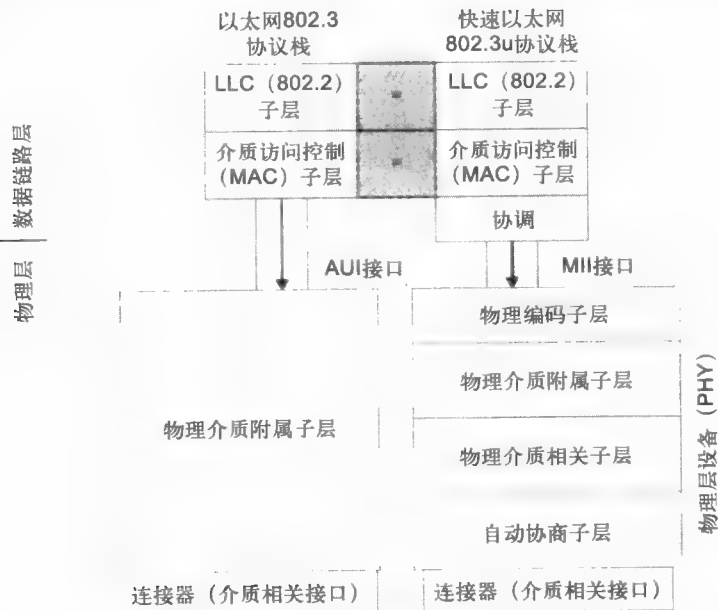 以太网802.3
协议栈
快速以太网
802.3u协议栈
LLC（802.2）
子层
LLC（802.2）
子层
介质访问控制
（MAC）子层
介质访问控制
（MAC）子层
协调
数据链路层
物理层
AUI接口
MII接口
物理编码子层
物理介质附属子层
物理介质附属子层
物理介质相关子层
自动协商子层
物理层设备（PHY）
连接器（介质相关接口）
连接器（介质相关接口）